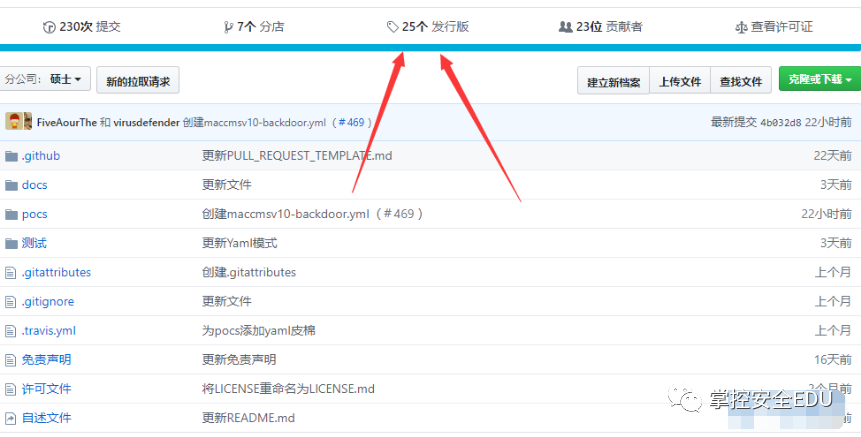 230次 提交 7个 分店 25个 发行版 23位 贡献者 查看许可证
分公司： 硕士 新的拉取请求 建立新档案 上传文件 查找文件 克隆或下载
FiveAourThe 和 virusdefender 创建maccmsv10-backdoor.yml（＃469 ） 最新提交 4b032d8 22小时前
.github 更新PULL_REQUEST_TEMPLATE.md 22天前
docs 更新文件 3天前
pocs 创建maccmsv10-backdoor.yml（＃469 ） 22小时前
测试 更新Yaml模式 3天前
.gitattributes 创建.gitattributes 上个月
.gitignore 更新文件 上个月
.travis.yml 为pocs添加yaml皮棉 上个月
免责声明 更新免责声明 16天前
许可文件 将LICENSE重命名为LICENSE.md 2个月前
掌控安全EDU
自述文件 更新README.md 前